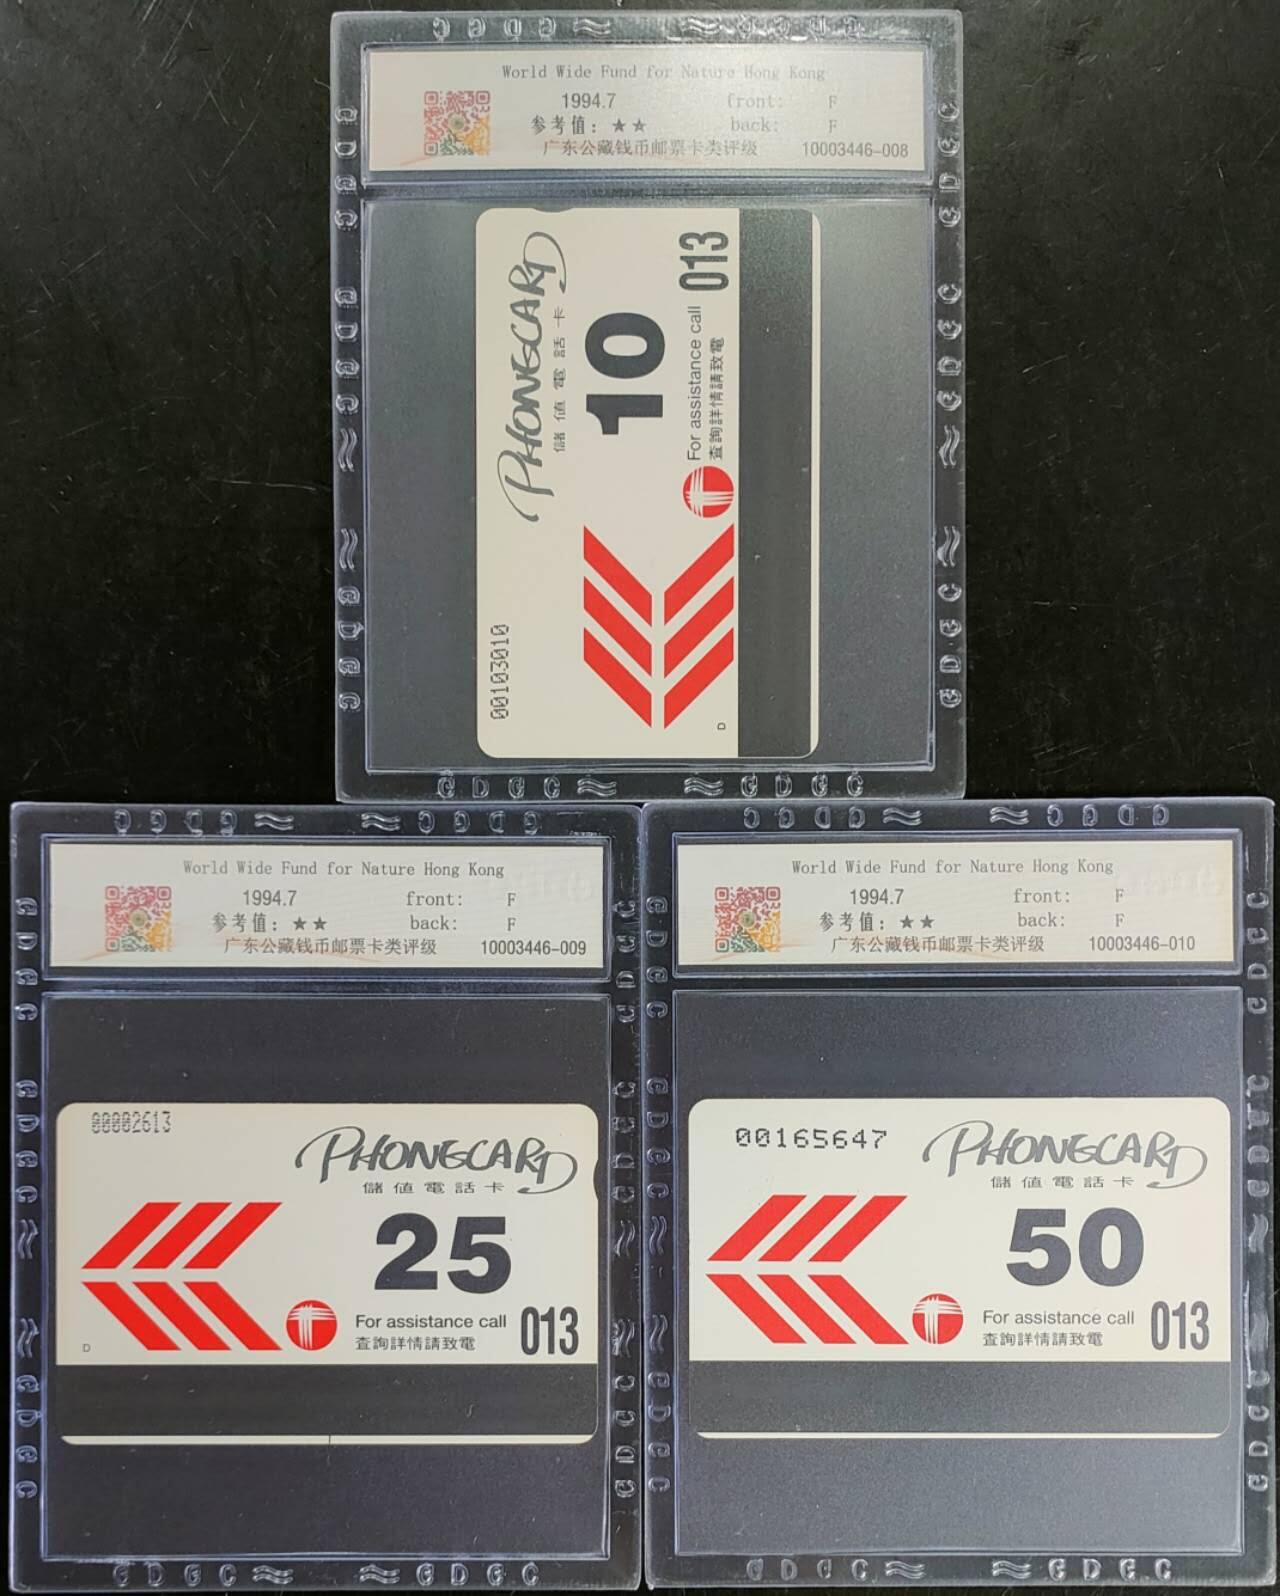 World Wide Fund for Nature Hong Kong
1994.7 front: F
参考值：★★ back: F
广东公藏钱币邮票卡类评级 10003446-008
PHONECARD
儲值電話卡
10
For assistance call
查詢詳情請致電
013
00103010
D
World Wide Fund for Nature Hong Kong
1994.7 front: F
参考值：★★ back: F
广东公藏钱币邮票卡类评级 10003446-009
00002613
PHONECARD
儲值電話卡
25
For assistance call
查詢詳情請致電
013
D
World Wide Fund for Nature Hong Kong
1994.7 front: F
参考值：★★ back: F
广东公藏钱币邮票卡类评级 10003446-010
00165647
PHONECARD
儲值電話卡
50
For assistance call
查詢詳情請致電
013
GDGC